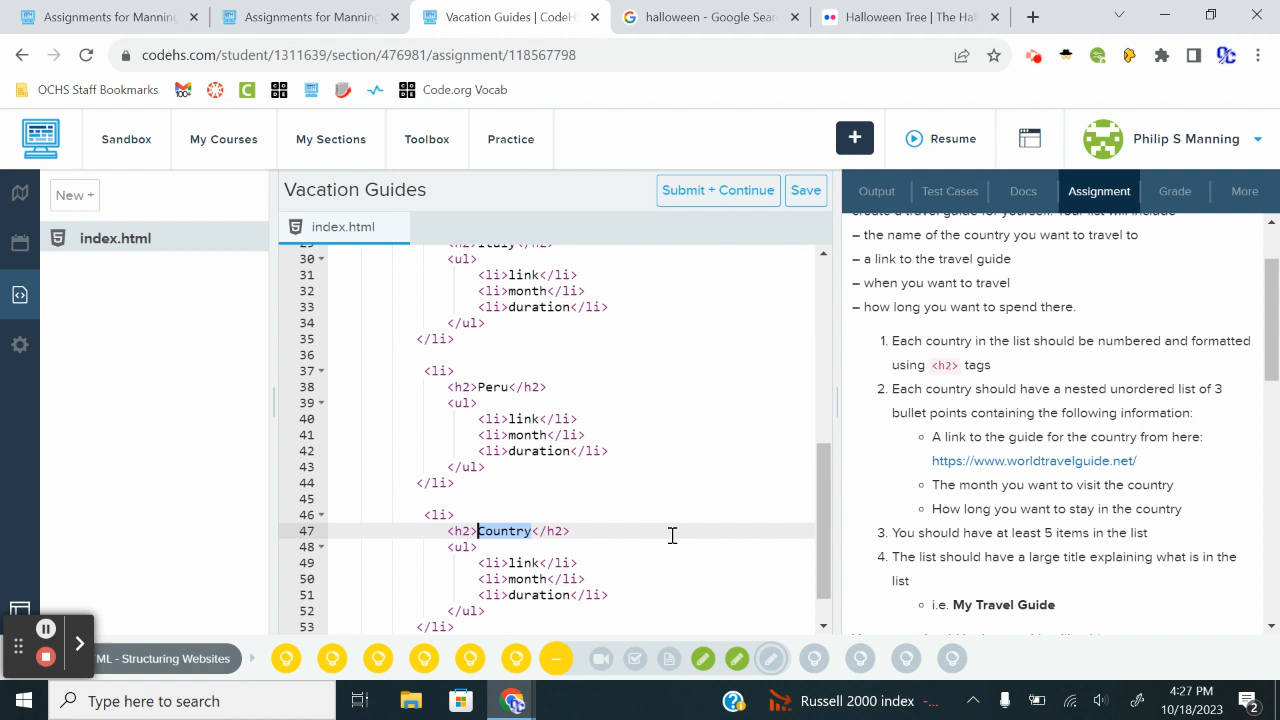 Assignments for Manning
Assignments for Manning
Vacation Guides | CodeH
halloween - Google Sear
Halloween Tree | The Hal
codehs.com/student/1311639/section/476981/assignment/118567798
OCHS Staff Bookmarks
Code.org Vocab
Sandbox
My Courses
My Sections
Toolbox
Practice
+
Resume
Philip S Manning
New +
index.html
Vacation Guides
Submit + Continue
Save
index.html
Output
Test Cases
Docs
Assignment
Grade
More
30 <ul>
31 <li>link</li>
32 <li>month</li>
33 <li>duration</li>
34 </ul>
35 </li>
36
37 <li>
38 <h2>Peru</h2>
39 <ul>
40 <li>link</li>
41 <li>month</li>
42 <li>duration</li>
43 </ul>
44 </li>
45
46 <li>
47 <h2>Country</h2>
48 <ul>
49 <li>link</li>
50 <li>month</li>
51 <li>duration</li>
52 </ul>
53 </li>
create a travel guide for yourself. Your list will include
– the name of the country you want to travel to
– a link to the travel guide
– when you want to travel
– how long you want to spend there.
1. Each country in the list should be numbered and formatted
using <h2> tags
2. Each country should have a nested unordered list of 3
bullet points containing the following information:
○ A link to the guide for the country from here:
https://www.worldtravelguide.net/
○ The month you want to visit the country
○ How long you want to stay in the country
3. You should have at least 5 items in the list
4. The list should have a large title explaining what is in the
list
○ i.e. My Travel Guide
ML - Structuring Websites
Type here to search
Russell 2000 index -...
4:27 PM
10/18/2023
2